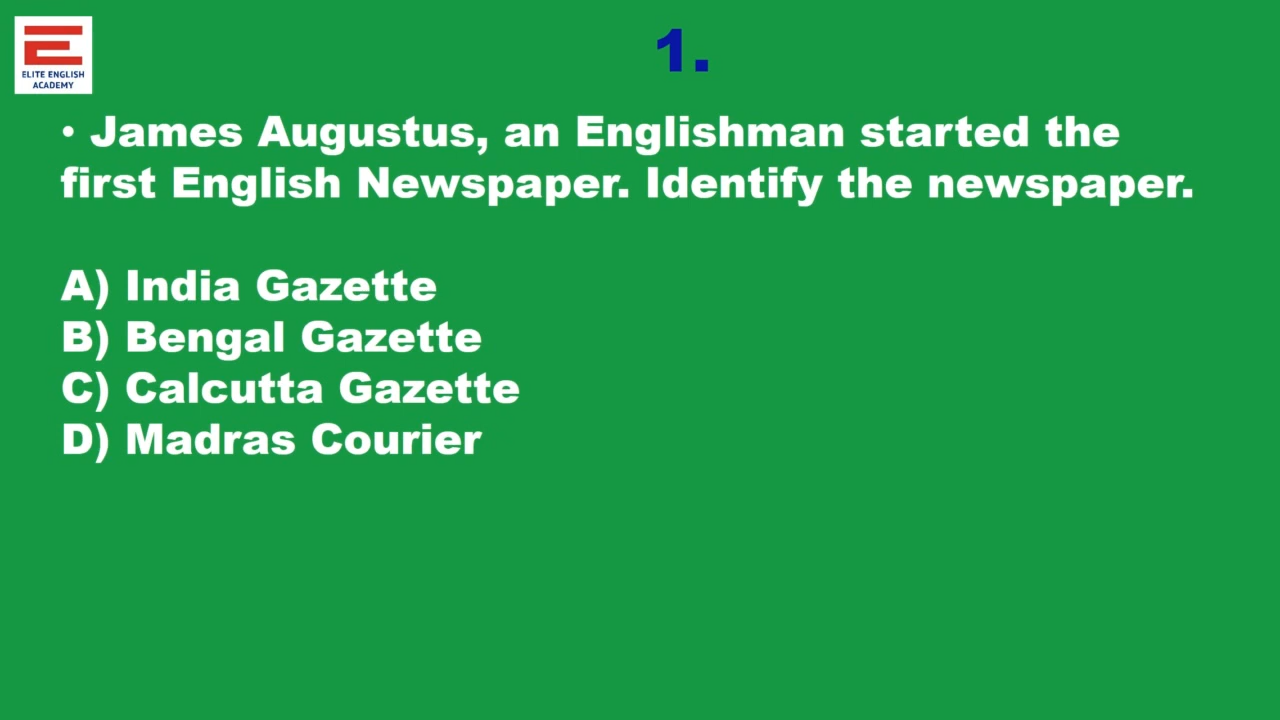 ELITE ENGLISH
ACADEMY
1.
• James Augustus, an Englishman started the
first English Newspaper. Identify the newspaper.
A) India Gazette
B) Bengal Gazette
C) Calcutta Gazette
D) Madras Courier